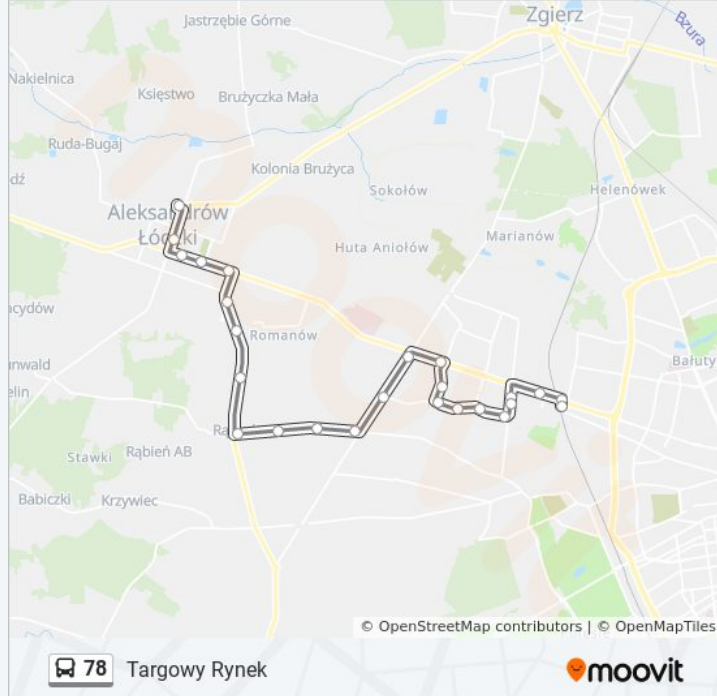 Zgierz
Bzura
Jastrzębie Górne
Nakielnica
Księstwo
Brużyczka Mała
Ruda-Bugaj
Kolonia Brużyca
Sokołów
Helenówek
Aleksandrów
Łódzki
Marianów
Huta Aniołów
Romanów
Bałuty
Rąbień AB
Stawki
Babiczki
Krzywiec
© OpenStreetMap contributors | © OpenMapTiles
78 Targowy Rynek
moovit